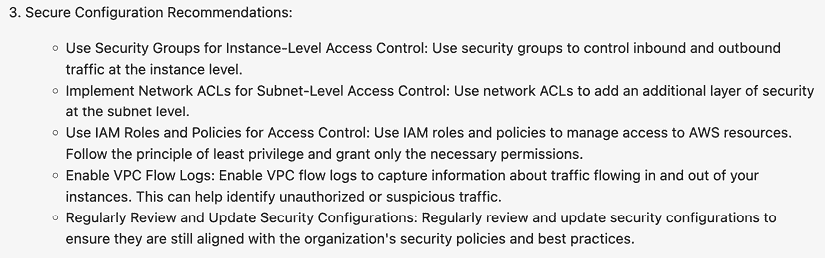 3. Secure Configuration Recommendations:
◦ Use Security Groups for Instance-Level Access Control: Use security groups to control inbound and outbound
traffic at the instance level.
◦ Implement Network ACLs for Subnet-Level Access Control: Use network ACLs to add an additional layer of security
at the subnet level.
◦ Use IAM Roles and Policies for Access Control: Use IAM roles and policies to manage access to AWS resources.
Follow the principle of least privilege and grant only the necessary permissions.
◦ Enable VPC Flow Logs: Enable VPC flow logs to capture information about traffic flowing in and out of your
instances. This can help identify unauthorized or suspicious traffic.
◦ Regularly Review and Update Security Configurations: Regularly review and update security configurations to
ensure they are still aligned with the organization's security policies and best practices.